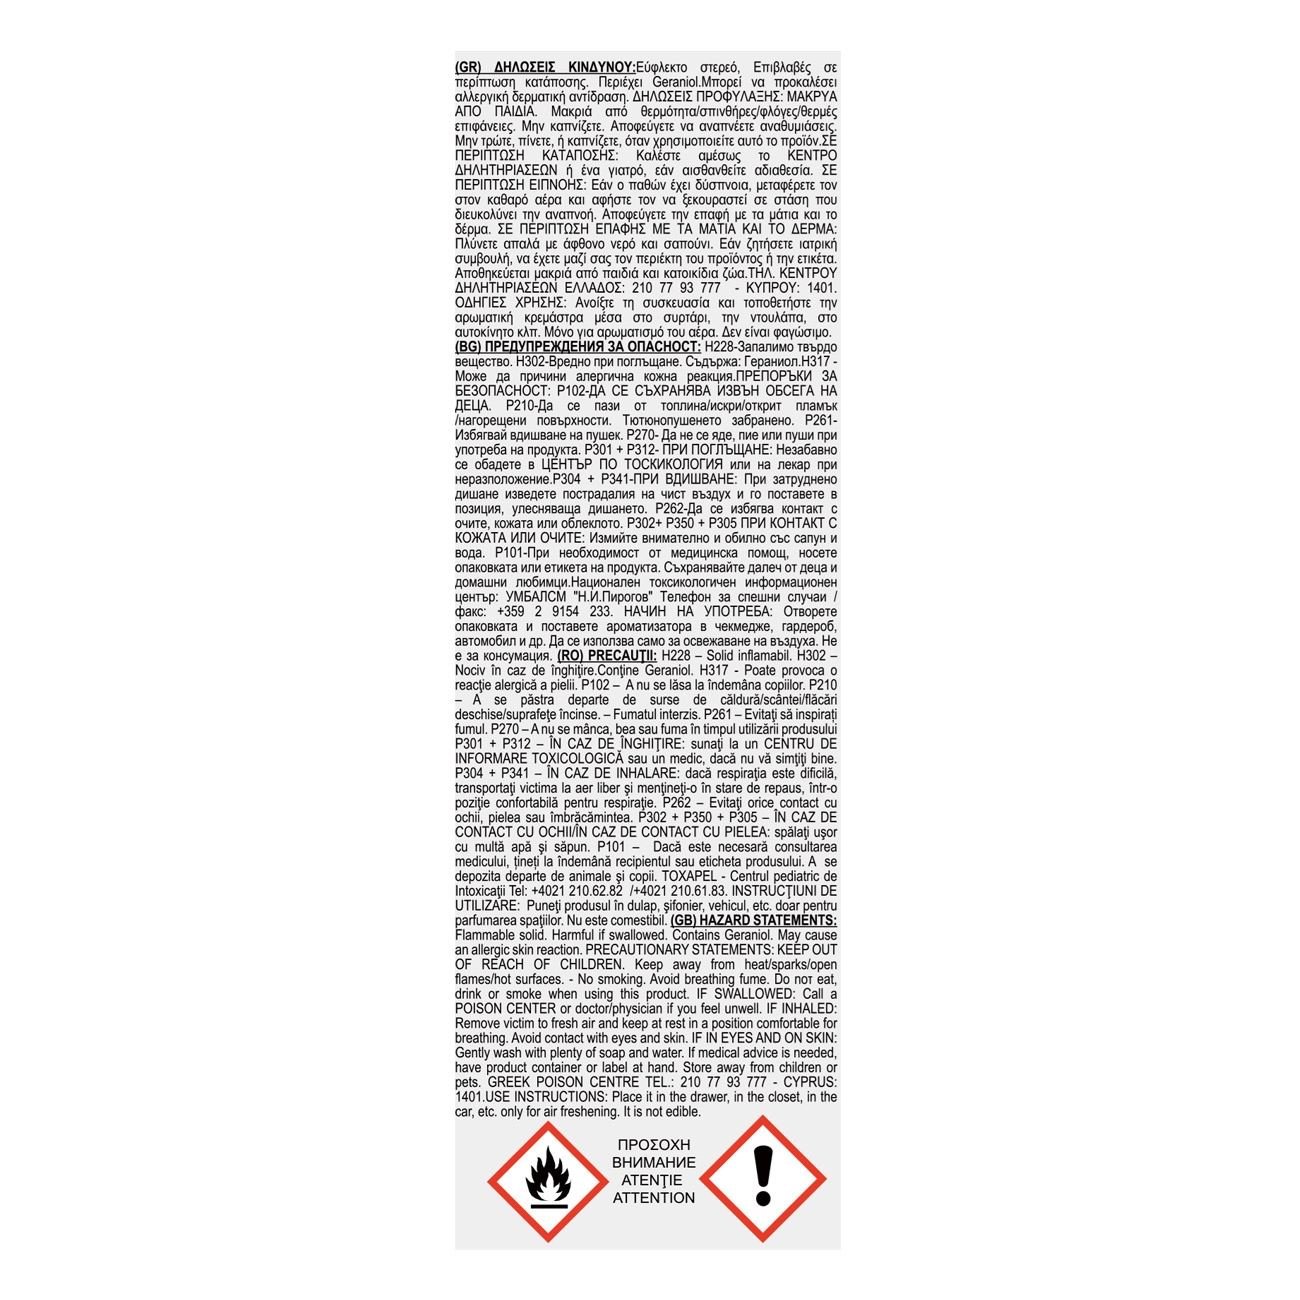 (GR) ΔΗΛΩΣΕΙΣ ΚΙΝΔΥΝΟΥ:Εύφλεκτο στερεό, Επιβλαβές σε
περίπτωση κατάποσης. Περιέχει Geraniol.Μπορεί να προκαλέσει
αλλεργική δερματική αντίδραση. ΔΗΛΩΣΕΙΣ ΠΡΟΦΥΛΑΞΗΣ: ΜΑΚΡΥΑ
ΑΠΟ ΠΑΙΔΙΑ. Μακριά από θερμότητα/σπινθήρες/φλόγες/θερμές
επιφάνειες. Μην καπνίζετε. Αποφεύγετε να αναπνέετε αναθυμιάσεις.
Μην τρώτε, πίνετε, ή καπνίζετε, όταν χρησιμοποιείτε αυτό το προϊόν.ΣΕ
ΠΕΡΙΠΤΩΣΗ ΚΑΤΑΠΟΣΗΣ: Καλέστε αμέσως το ΚΕΝΤΡΟ
ΔΗΛΗΤΗΡΙΑΣΕΩΝ ή ένα γιατρό, εάν αισθανθείτε αδιαθεσία. ΣΕ
ΠΕΡΙΠΤΩΣΗ ΕΙΠΝΟΗΣ: Εάν ο παθών έχει δύσπνοια, μεταφέρετε τον
στον καθαρό αέρα και αφήστε τον να ξεκουραστεί σε στάση που
διευκολύνει την αναπνοή. Αποφεύγετε την επαφή με τα μάτια και το
δέρμα. ΣΕ ΠΕΡΙΠΤΩΣΗ ΕΠΑΦΗΣ ΜΕ ΤΑ ΜΑΤΙΑ ΚΑΙ ΤΟ ΔΕΡΜΑ:
Πλύνετε απαλά με άφθονο νερό και σαπούνι. Εάν ζητήσετε ιατρική
συμβουλή, να έχετε μαζί σας τον περιέκτη του προϊόντος ή την ετικέτα.
Αποθηκεύεται μακριά από παιδιά και κατοικίδια ζώα.ΤΗΛ. ΚΕΝΤΡΟΥ
ΔΗΛΗΤΗΡΙΑΣΕΩΝ ΕΛΛΑΔΟΣ: 210 77 93 777 - ΚΥΠΡΟΥ: 1401.
ΟΔΗΓΙΕΣ ΧΡΗΣΗΣ: Ανοίξτε τη συσκευασία και τοποθετήστε την
αρωματική κρεμάστρα μέσα στο συρτάρι, την ντουλάπα, στο
αυτοκίνητο κλπ. Μόνο για αρωματισμό του αέρα. Δεν είναι φαγώσιμο.
(BG) ПРЕДУПРЕЖДЕНИЯ ЗА ОПАСНОСТ: H228-Запалимо твърдо
вещество. H302-Вредно при поглъщане. Съдържа: Гераниол.H317 -
Може да причини алергична кожна реакция.ПРЕПОРЪКИ ЗА
БЕЗОПАСНОСТ: P102-ДА СЕ СЪХРАНЯВА ИЗВЪН ОБСЕГА НА
ДЕЦА. P210-Да се пази от топлина/искри/открит пламък
/нагорещени повърхности. Тютюнопушенето забранено. P261-
Избягвай вдишване на пушек. P270- Да не се яде, пие или пуши при
употреба на продукта. P301 + P312- ПРИ ПОГЛЪЩАНЕ: Незабавно
се обадете в ЦЕНТЪР ПО ТОСКИКОЛОГИЯ или на лекар при
неразположение.P304 + P341-ПРИ ВДИШВАНЕ: При затруднено
дишане изведете пострадалия на чист въздух и го поставете в
позиция, улесняваща дишането. P262-Да се избягва контакт с
очите, кожата или облеклото. P302+ P350 + P305 ПРИ КОНТАКТ С
КОЖАТА ИЛИ ОЧИТЕ: Измийте внимателно и обилно със сапун и
вода. P101-При необходимост от медицинска помощ, носете
опаковката или етикета на продукта. Съхранявайте далеч от деца и
домашни любимци.Национален токсикологичен информационен
център: УМБАЛСМ "Н.И.Пирогов" Телефон за спешни случаи /
факс: +359 2 9154 233. НАЧИН НА УПОТРЕБА: Отворете
опаковката и поставете ароматизатора в чекмедже, гардероб,
автомобил и др. Да се използва само за освежаване на въздуха. Не
е за консумация. (RO) PRECAUŢII: H228 – Solid inflamabil. H302 –
Nociv în caz de înghiţire.Conţine Geraniol. H317 - Poate provoca o
reacţie alergică a pielii. P102 – A nu se lăsa la îndemâna copiilor. P210
– A se păstra departe de surse de căldură/scântei/flăcări
deschise/suprafeţe încinse. – Fumatul interzis. P261 – Evitaţi să inspirați
fumul. P270 – A nu se mânca, bea sau fuma în timpul utilizării produsului
P301 + P312 – ÎN CAZ DE ÎNGHIŢIRE: sunaţi la un CENTRU DE
INFORMARE TOXICOLOGICĂ sau un medic, dacă nu vă simţiţi bine.
P304 + P341 – ÎN CAZ DE INHALARE: dacă respiraţia este dificilă,
transportaţi victima la aer liber şi menţineţi-o în stare de repaus, într-o
poziţie confortabilă pentru respiraţie. P262 – Evitaţi orice contact cu
ochii, pielea sau îmbrăcămintea. P302 + P350 + P305 – ÎN CAZ DE
CONTACT CU OCHII/ÎN CAZ DE CONTACT CU PIELEA: spălaţi uşor
cu multă apă şi săpun. P101 – Dacă este necesară consultarea
medicului, țineți la îndemână recipientul sau eticheta produsului. A se
depozita departe de animale şi copii. TOXAPEL - Centrul pediatric de
Intoxicaţii Tel: +4021 210.62.82 /+4021 210.61.83. INSTRUCŢIUNI DE
UTILIZARE: Puneţi produsul în dulap, şifonier, vehicul, etc. doar pentru
parfumarea spaţiilor. Nu este comestibil. (GB) HAZARD STATEMENTS:
Flammable solid. Harmful if swallowed. Contains Geraniol. May cause
an allergic skin reaction. PRECAUTIONARY STATEMENTS: KEEP OUT
OF REACH OF CHILDREN. Keep away from heat/sparks/open
flames/hot surfaces. - No smoking. Avoid breathing fume. Do noτ eat,
drink or smoke when using this product. IF SWALLOWED: Call a
POISON CENTER or doctor/physician if you feel unwell. IF INHALED:
Remove victim to fresh air and keep at rest in a position comfortable for
breathing. Avoid contact with eyes and skin. IF IN EYES AND ON SKIN:
Gently wash with plenty of soap and water. If medical advice is needed,
have product container or label at hand. Store away from children or
pets. GREEK POISON CENTRE TEL.: 210 77 93 777 - CYPRUS:
1401.USE INSTRUCTIONS: Place it in the drawer, in the closet, in the
car, etc. only for air freshening. It is not edible.
ΠΡΟΣΟΧΗ
ВНИМАНИЕ
ATENŢIE
ATTENTION